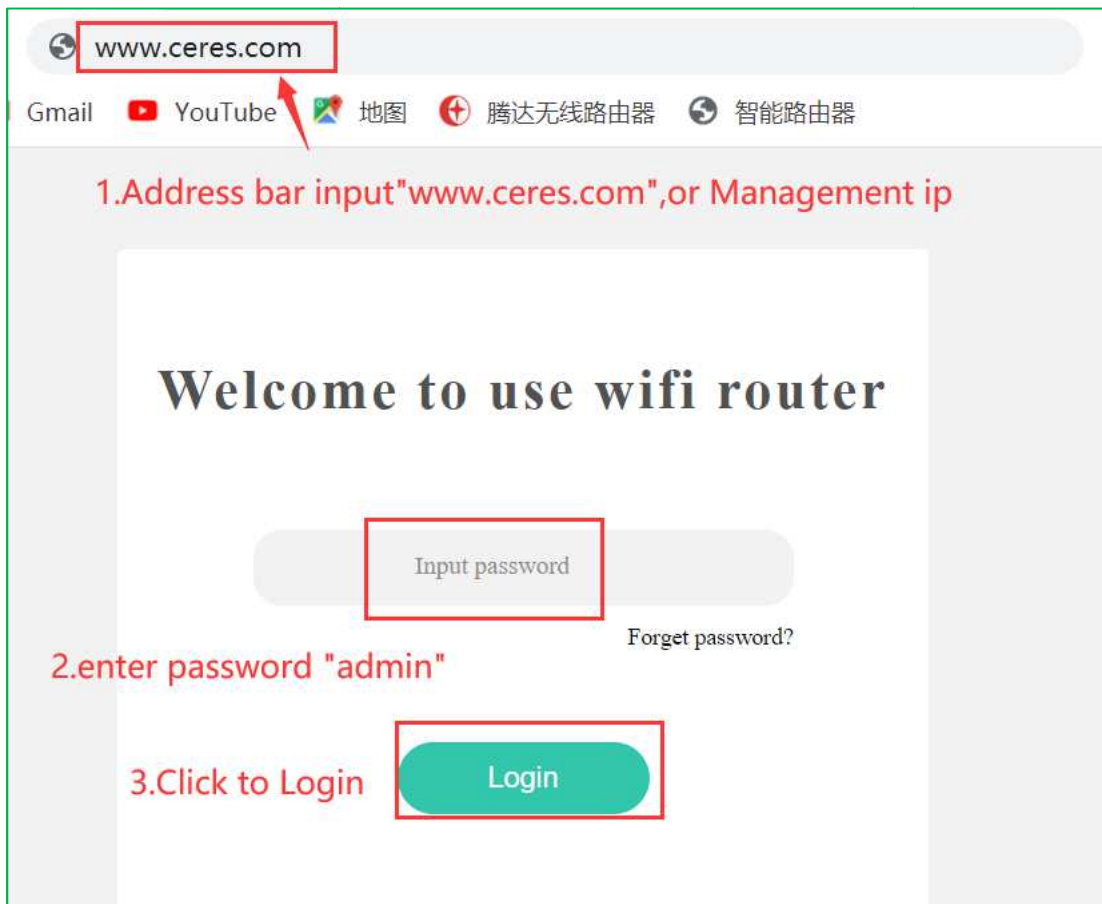 www.ceres.com
Gmail YouTube 地图 腾达无线路由器 智能路由器
1.Address bar input"www.ceres.com",or Management ip
Welcome to use wifi router
Input password
Forget password?
2.enter password "admin"
3.Click to Login Login